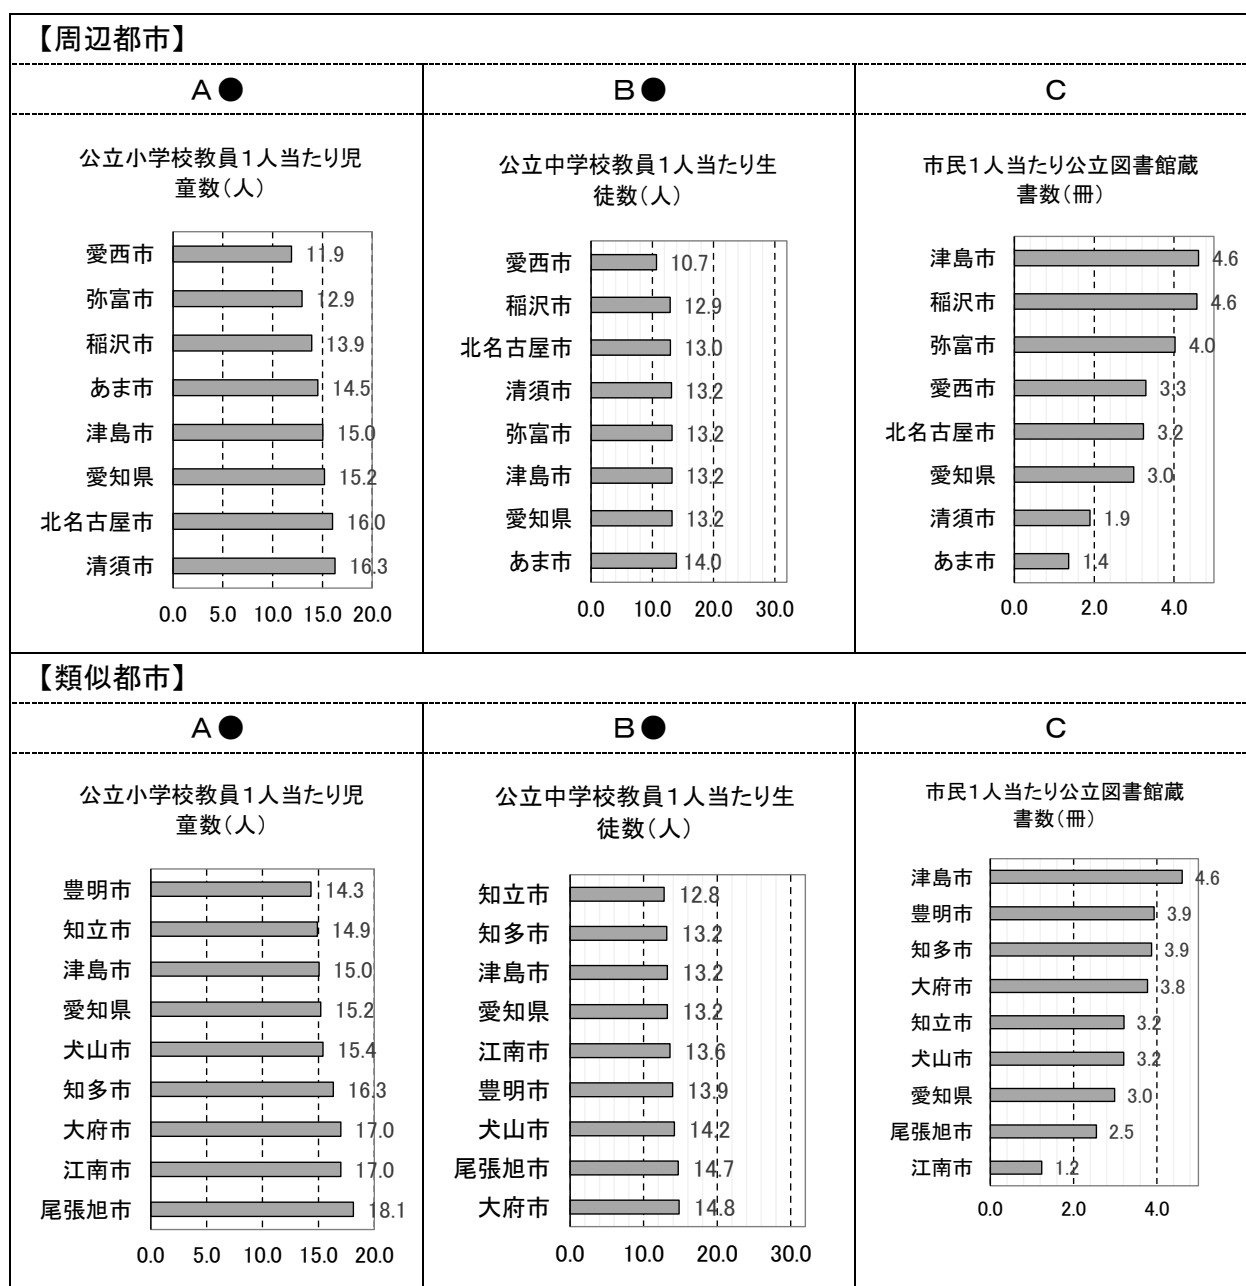 【周辺都市】
A● B● C
公立小学校教員1人当たり児
童数(人)
愛西市 11.9
弥富市 12.9
稲沢市 13.9
あま市 14.5
津島市 15.0
愛知県 15.2
北名古屋市 16.0
清須市 16.3
0.0 5.0 10.0 15.0 20.0
公立中学校教員1人当たり生
徒数(人)
愛西市 10.7
稲沢市 12.9
北名古屋市 13.0
清須市 13.2
弥富市 13.2
津島市 13.2
愛知県 13.2
あま市 14.0
0.0 10.0 20.0 30.0
市民1人当たり公立図書館蔵
書数(冊)
津島市 4.6
稲沢市 4.6
弥富市 4.0
愛西市 3.3
北名古屋市 3.2
愛知県 3.0
清須市 1.9
あま市 1.4
0.0 2.0 4.0
【類似都市】
A● B● C
公立小学校教員1人当たり児
童数(人)
豊明市 14.3
知立市 14.9
津島市 15.0
愛知県 15.2
犬山市 15.4
知多市 16.3
大府市 17.0
江南市 17.0
尾張旭市 18.1
0.0 5.0 10.0 15.0 20.0
公立中学校教員1人当たり生
徒数(人)
知立市 12.8
知多市 13.2
津島市 13.2
愛知県 13.2
江南市 13.6
豊明市 13.9
犬山市 14.2
尾張旭市 14.7
大府市 14.8
0.0 10.0 20.0 30.0
市民1人当たり公立図書館蔵
書数(冊)
津島市 4.6
豊明市 3.9
知多市 3.9
大府市 3.8
知立市 3.2
犬山市 3.2
愛知県 3.0
尾張旭市 2.5
江南市 1.2
0.0 2.0 4.0